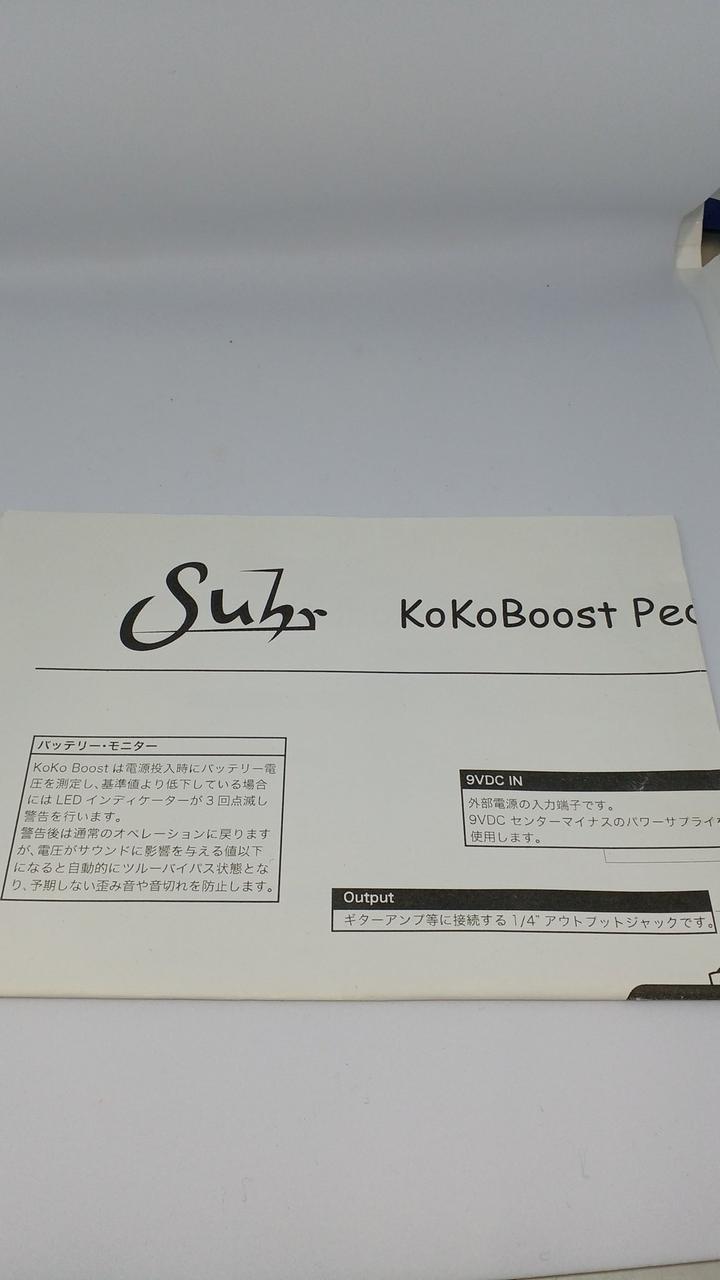 Suhr
KoKoBoost
バッテリー・モニター
KoKo Boost は電源投入時にバッテリー電
圧を測定し、基準値より低下している場合
には LED インディケーターが 3 回点滅し
警告を行います。
警告後は通常のオペレーションに戻ります
が、電圧がサウンドに影響を与える値以下
になると自動的にツルーバイパス状態とな
り、予期しない歪み音や音切れを防止します。
9VDC IN
外部電源の入力端子です。
9VDC センターマイナスのパワーサプライ
使用します。
Output
ギターアンプ等に接続する 1/4" アウトプットジャックです。